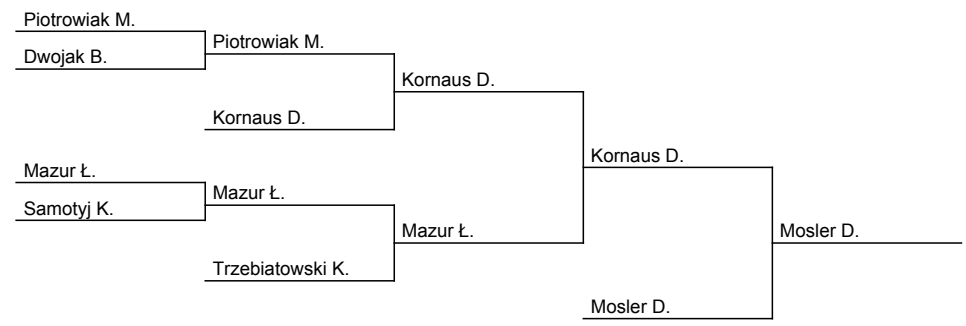 Piotrowiak M.
Dwojak B.
Piotrowiak M.
Kornaus D.
Kornaus D.
Mazur Ł.
Samotyj K.
Mazur Ł.
Trzebiatowski K.
Mazur Ł.
Kornaus D.
Mosler D.
Mosler D.